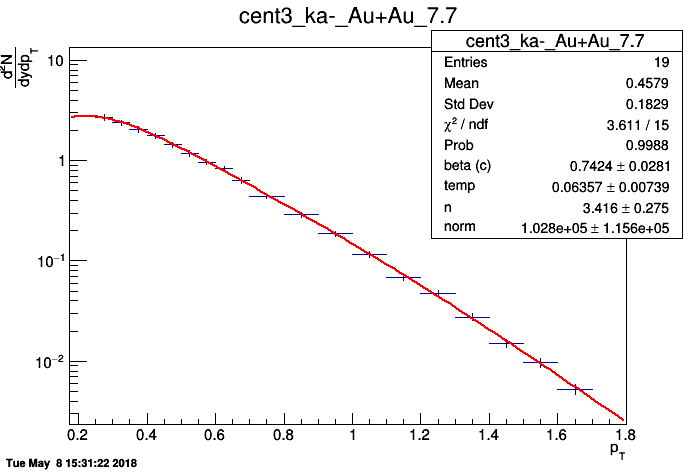 cent3_ka-_Au+Au_7.7
d²N
dydp_T
10
1
10⁻¹
10⁻²
cent3_ka-_Au+Au_7.7
Entries 19
Mean 0.4579
Std Dev 0.1829
χ² / ndf 3.611 / 15
Prob 0.9988
beta (c) 0.7424 ± 0.0281
temp 0.06357 ± 0.00739
n 3.416 ± 0.275
norm 1.028e+05 ± 1.156e+05
0.2 0.4 0.6 0.8 1 1.2 1.4 1.6 1.8
p_T
Tue May 8 15:31:22 2018